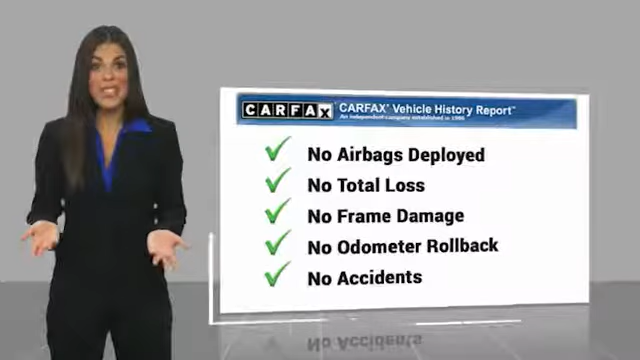 CARFAX CARFAX® Vehicle History Report™
An independent company established in 1986
No Airbags Deployed
No Total Loss
No Frame Damage
No Odometer Rollback
No Accidents
No Accidents